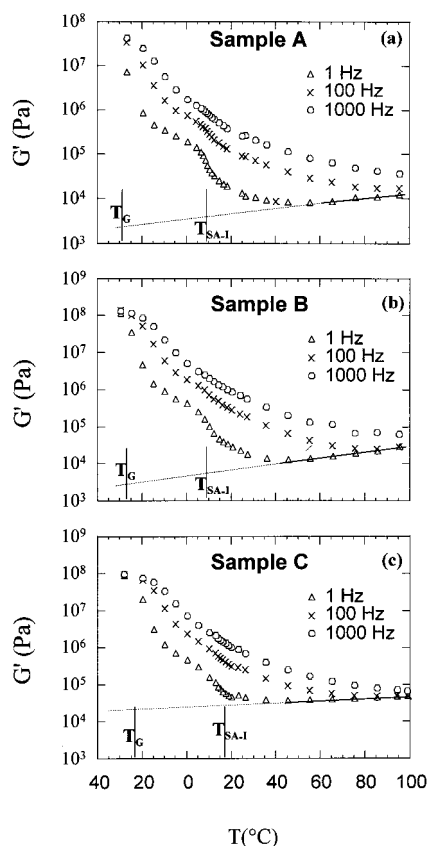 Sample A
(a)
△ 1 Hz
× 100 Hz
○ 1000 Hz
G' (Pa)
10⁸
10⁷
10⁶
10⁵
10⁴
10³
T_G
T_SA-I
Sample B
(b)
△ 1 Hz
× 100 Hz
○ 1000 Hz
G' (Pa)
10⁹
10⁸
10⁷
10⁶
10⁵
10⁴
10³
T_G
T_SA-I
Sample C
(c)
△ 1 Hz
× 100 Hz
○ 1000 Hz
G' (Pa)
10⁹
10⁸
10⁷
10⁶
10⁵
10⁴
10³
T_G
T_SA-I
40 20 0 20 40 60 80 100
T(°C)